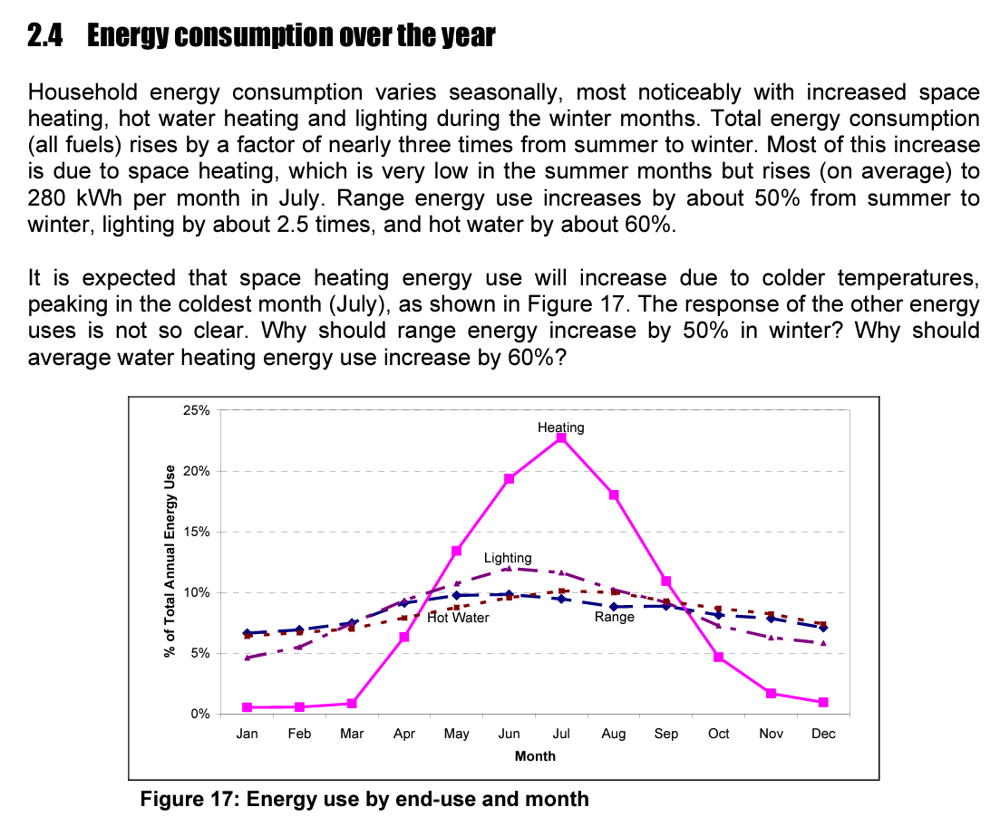 2.4 Energy consumption over the year
Household energy consumption varies seasonally, most noticeably with increased space
heating, hot water heating and lighting during the winter months. Total energy consumption
(all fuels) rises by a factor of nearly three times from summer to winter. Most of this increase
is due to space heating, which is very low in the summer months but rises (on average) to
280 kWh per month in July. Range energy use increases by about 50% from summer to
winter, lighting by about 2.5 times, and hot water by about 60%.
It is expected that space heating energy use will increase due to colder temperatures,
peaking in the coldest month (July), as shown in Figure 17. The response of the other energy
uses is not so clear. Why should range energy increase by 50% in winter? Why should
average water heating energy use increase by 60%?
25%
20%
15%
10%
5%
0%
% of Total Annual Energy Use
Heating
Lighting
Hot Water
Range
Jan Feb Mar Apr May Jun Jul Aug Sep Oct Nov Dec
Month
Figure 17: Energy use by end-use and month